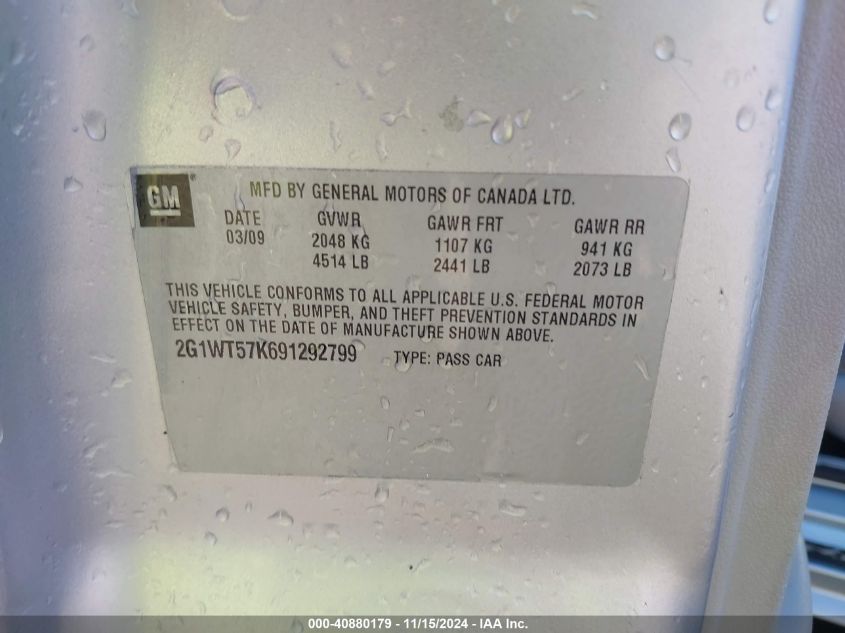 GM
MFD BY GENERAL MOTORS OF CANADA LTD.
DATE GVWR GAWR FRT GAWR RR
03/09 2048 KG 1107 KG 941 KG
4514 LB 2441 LB 2073 LB
THIS VEHICLE CONFORMS TO ALL APPLICABLE U.S. FEDERAL MOTOR
VEHICLE SAFETY, BUMPER, AND THEFT PREVENTION STANDARDS IN
EFFECT ON THE DATE OF MANUFACTURE SHOWN ABOVE.
2G1WT57K691292799 TYPE: PASS CAR
000-40880179 - 11/15/2024 - IAA Inc.